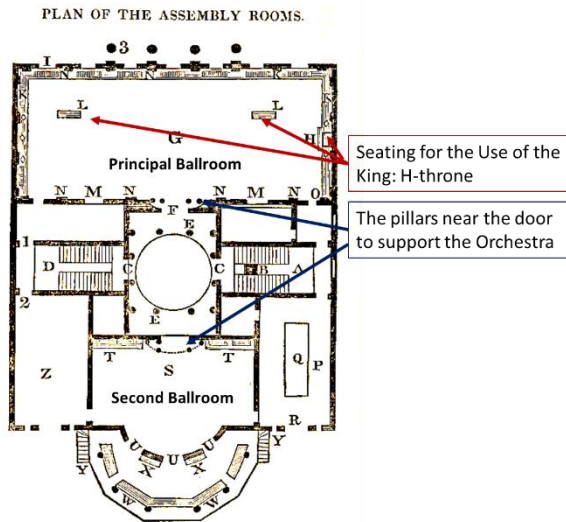 PLAN OF THE ASSEMBLY ROOMS.
3
I N N K
K L L K
G H
Principal Ballroom
Seating for the Use of the
King: H-throne
N M N N M N O
F
E
The pillars near the door
to support the Orchestra
1
D C C B A
2
E
T T Q P
Z S
Second Ballroom
R
U U
Y X U X Y
W W